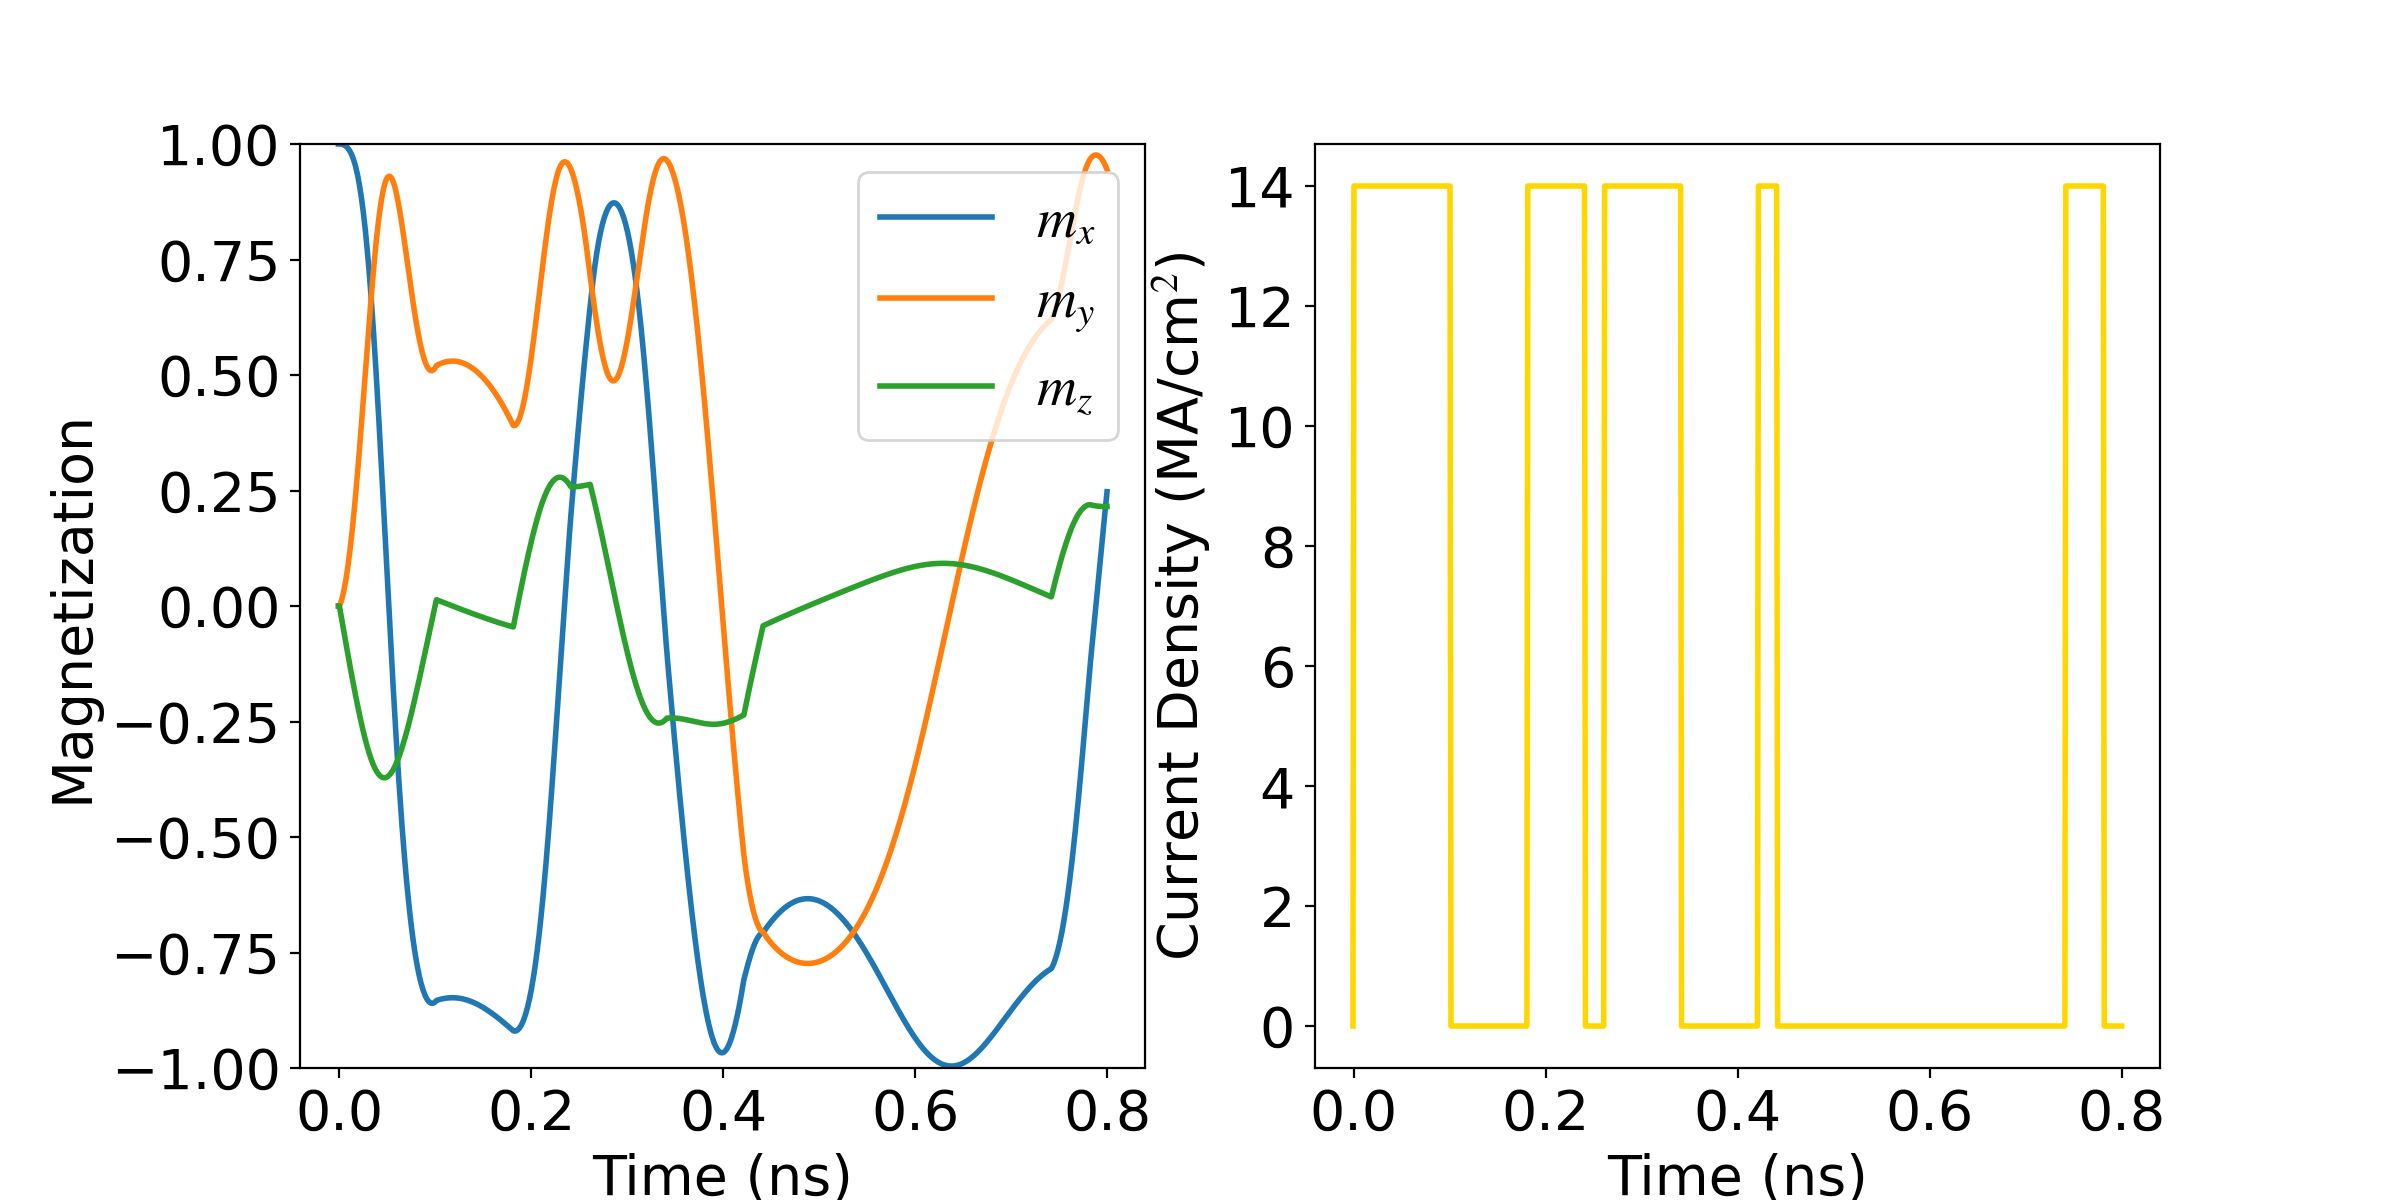 Magnetization
1.00
0.75
0.50
0.25
0.00
−0.25
−0.50
−0.75
−1.00
0.0 0.2 0.4 0.6 0.8
Time (ns)
m_x
m_y
m_z
Current Density (MA/cm²)
14
12
10
8
6
4
2
0
0.0 0.2 0.4 0.6 0.8
Time (ns)